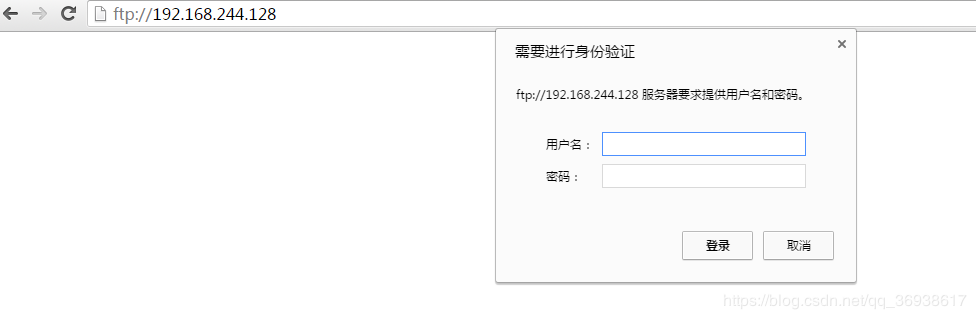 ftp://192.168.244.128
需要进行身份验证
ftp://192.168.244.128 服务器要求提供用户名和密码。
用户名：
密码：
登录 取消
https://blog.csdn.net/qq_36938617